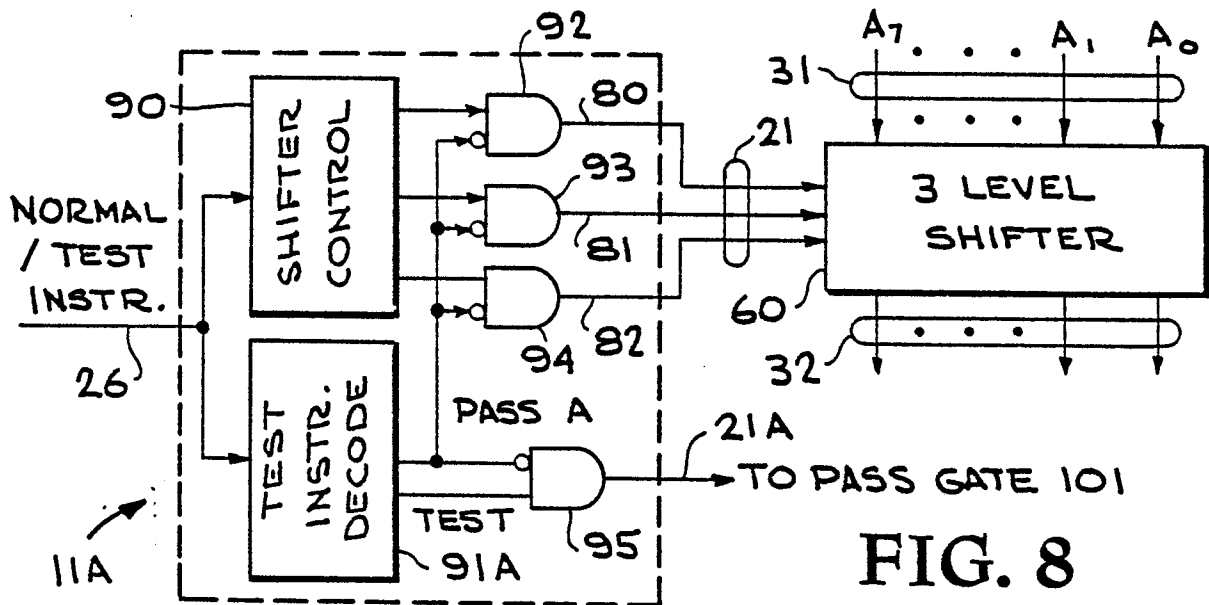 92
A7 . . . A1 A0
31
90
SHIFTER
CONTROL
80
21
93
3 LEVEL
SHIFTER
NORMAL
/ TEST
INSTR.
81
60
82
94
32
26
TEST
INSTR.
DECODE
PASS A
21A
TO PASS GATE 101
TEST
95
91A
11A
FIG. 8